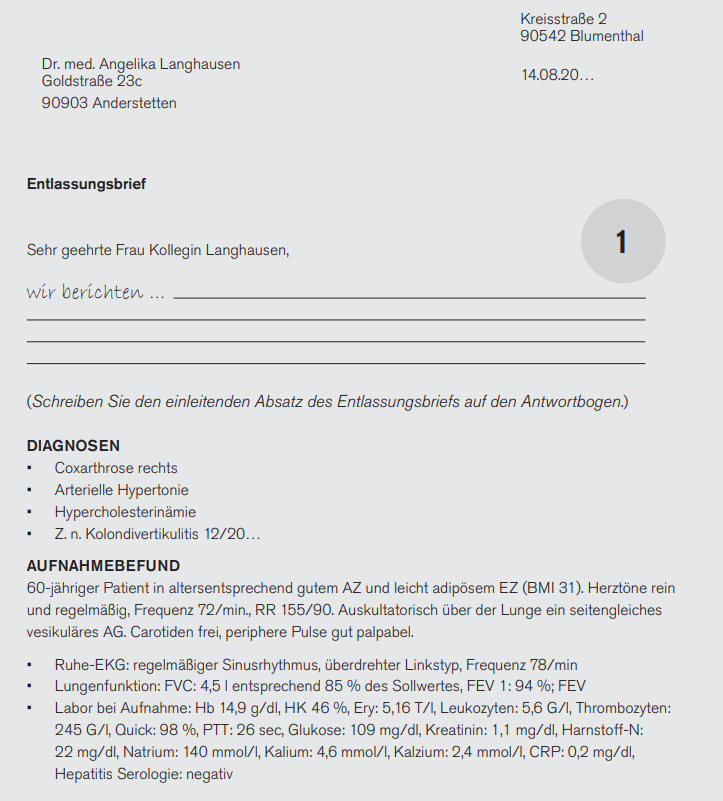 Kreisstraße 2
90542 Blumenthal
Dr. med. Angelika Langhausen
Goldstraße 23c
90903 Anderstetten
14.08.20…
Entlassungsbrief
1
Sehr geehrte Frau Kollegin Langhausen,
wir berichten …
(Schreiben Sie den einleitenden Absatz des Entlassungsbriefs auf den Antwortbogen.)
DIAGNOSEN
▪ Coxarthrose rechts
▪ Arterielle Hypertonie
▪ Hypercholesterinämie
▪ Z. n. Kolondivertikulitis 12/20…
AUFNAHMEBEFUND
60-jähriger Patient in altersentsprechend gutem AZ und leicht adipösem EZ (BMI 31). Herztöne rein
und regelmäßig, Frequenz 72/min., RR 155/90. Auskultatorisch über der Lunge ein seitengleiches
vesikuläres AG. Carotiden frei, periphere Pulse gut palpabel.
▪ Ruhe-EKG: regelmäßiger Sinusrhythmus, überdrehter Linkstyp, Frequenz 78/min
▪ Lungenfunktion: FVC: 4,5 l entsprechend 85 % des Sollwertes, FEV 1: 94 %; FEV
▪ Labor bei Aufnahme: Hb 14,9 g/dl, HK 46 %, Ery: 5,16 T/l, Leukozyten: 5,6 G/l, Thrombozyten:
245 G/l, Quick: 98 %, PTT: 26 sec, Glukose: 109 mg/dl, Kreatinin: 1,1 mg/dl, Harnstoff-N:
22 mg/dl, Natrium: 140 mmol/l, Kalium: 4,6 mmol/l, Kalzium: 2,4 mmol/l, CRP: 0,2 mg/dl,
Hepatitis Serologie: negativ